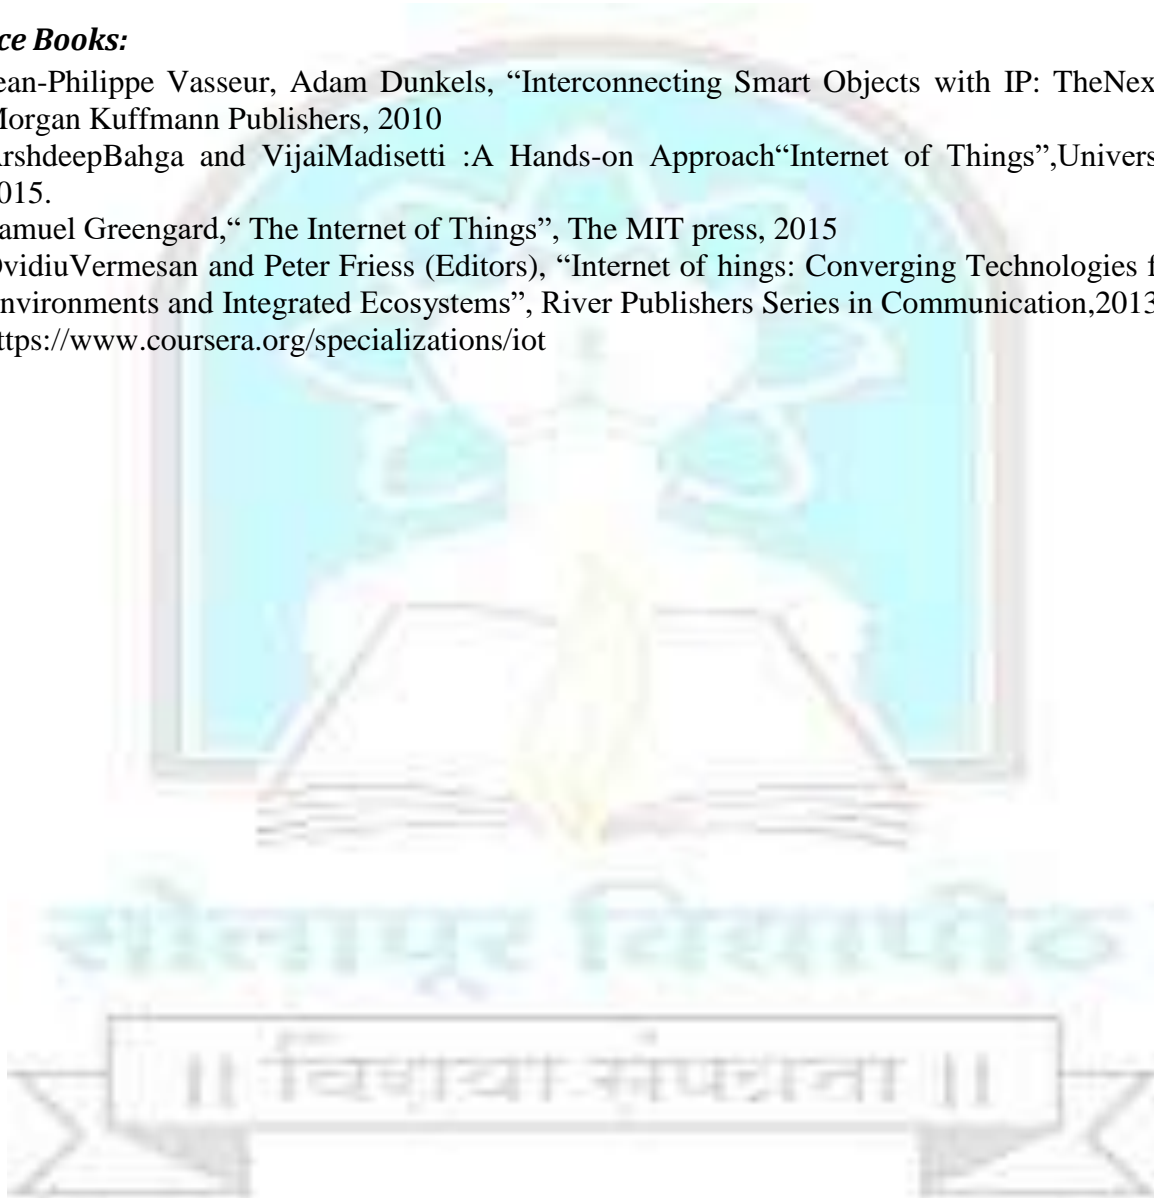 ce Books:
ean-Philippe Vasseur, Adam Dunkels, “Interconnecting Smart Objects with IP: TheNex
Morgan Kuffmann Publishers, 2010
ArshdeepBahga and VijaiMadisetti :A Hands-on Approach“Internet of Things”,Univers
015.
amuel Greengard,“ The Internet of Things”, The MIT press, 2015
OvidiuVermesan and Peter Friess (Editors), “Internet of hings: Converging Technologies f
nvironments and Integrated Ecosystems”, River Publishers Series in Communication,2013
ttps://www.coursera.org/specializations/iot
सोलापूर विद्यापीठ
|| विद्यया संपन्नता ||